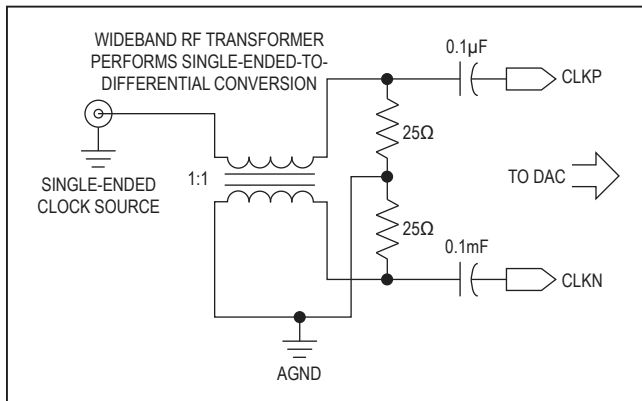 WIDEBAND RF TRANSFORMER
PERFORMS SINGLE-ENDED-TO-
DIFFERENTIAL CONVERSION
0.1µF
CLKP
25Ω
1:1
TO DAC
SINGLE-ENDED
CLOCK SOURCE
25Ω
0.1mF
CLKN
AGND